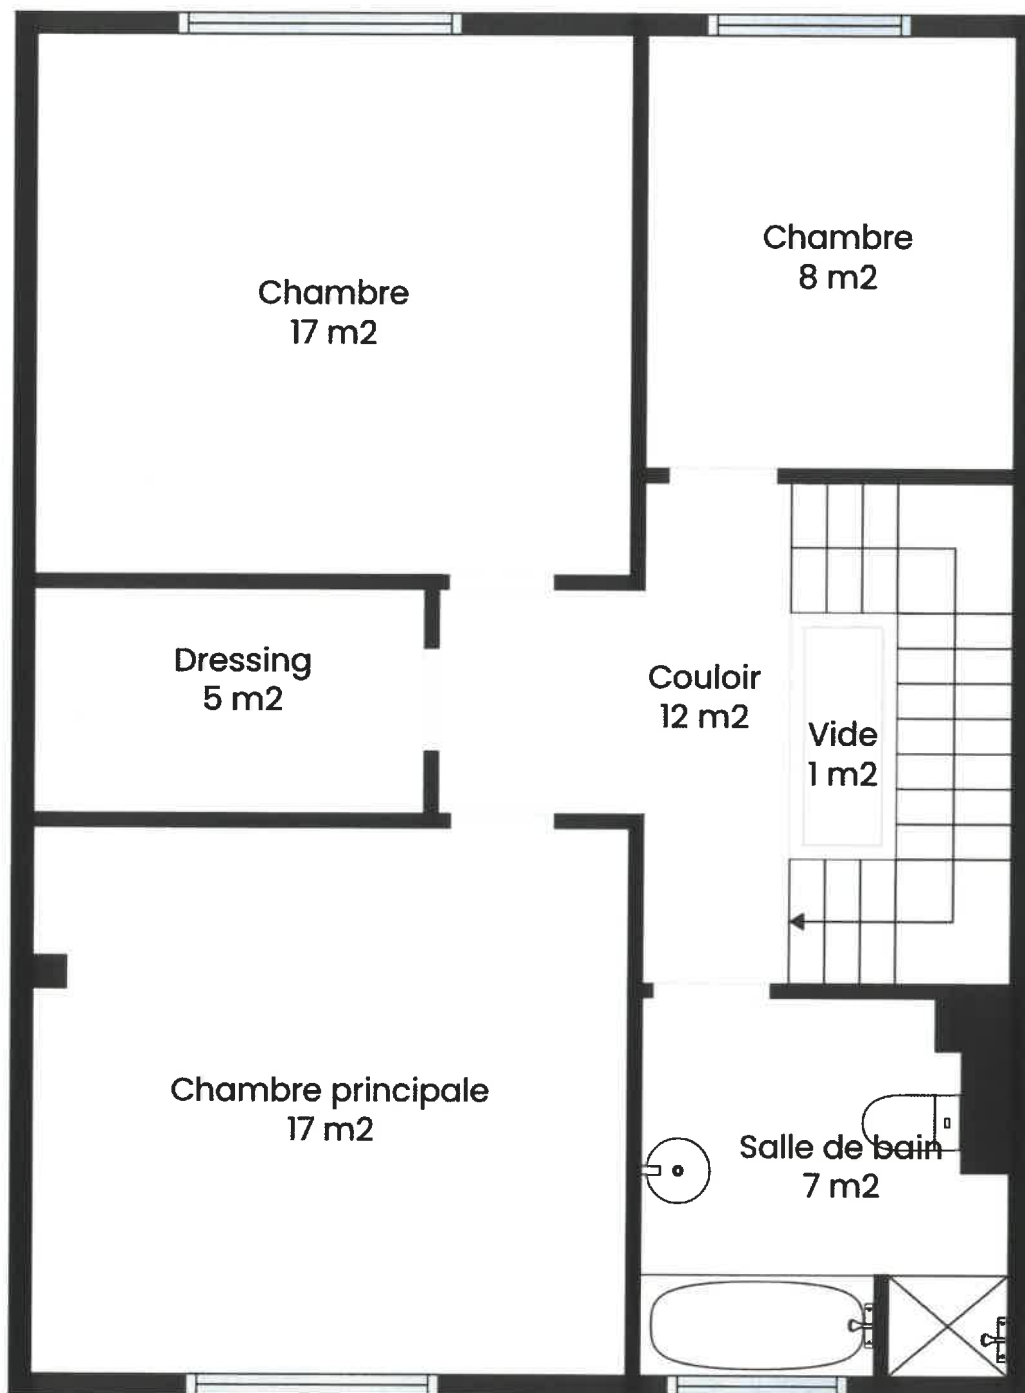 Chambre
17 m2
Chambre
8 m2
Dressing
5 m2
Couloir
12 m2
Vide
1 m2
Chambre principale
17 m2
Salle de bain
7 m2